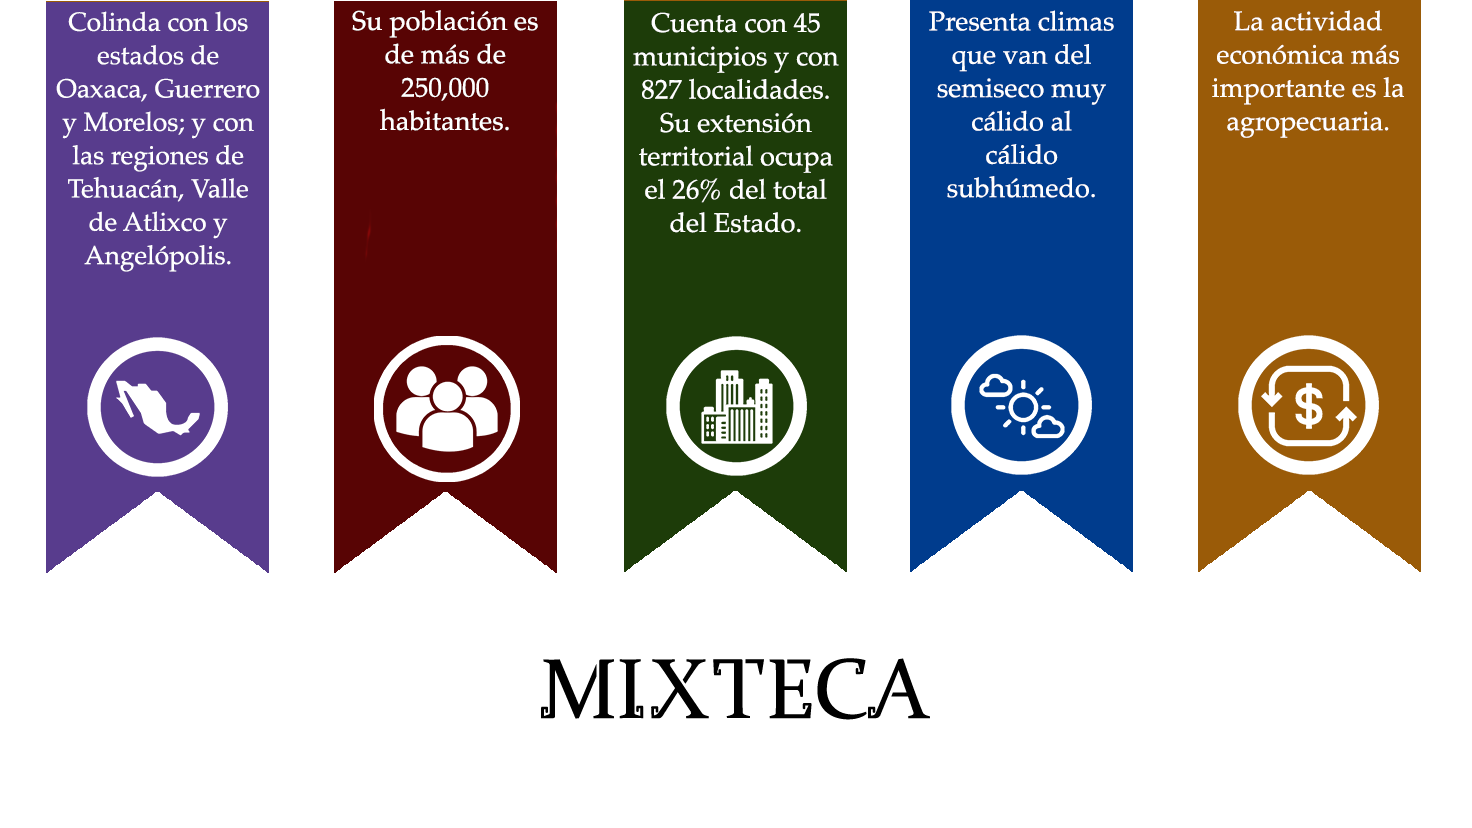 Colinda con los
estados de
Oaxaca, Guerrero
y Morelos; y con
las regiones de
Tehuacán, Valle
de Atlixco y
Angelópolis.
Su población es
de más de
250,000
habitantes.
Cuenta con 45
municipios y con
827 localidades.
Su extensión
territorial ocupa
el 26% del total
del Estado.
Presenta climas
que van del
semiseco muy
cálido al
cálido
subhúmedo.
La actividad
económica más
importante es la
agropecuaria.
$
MIXTECA